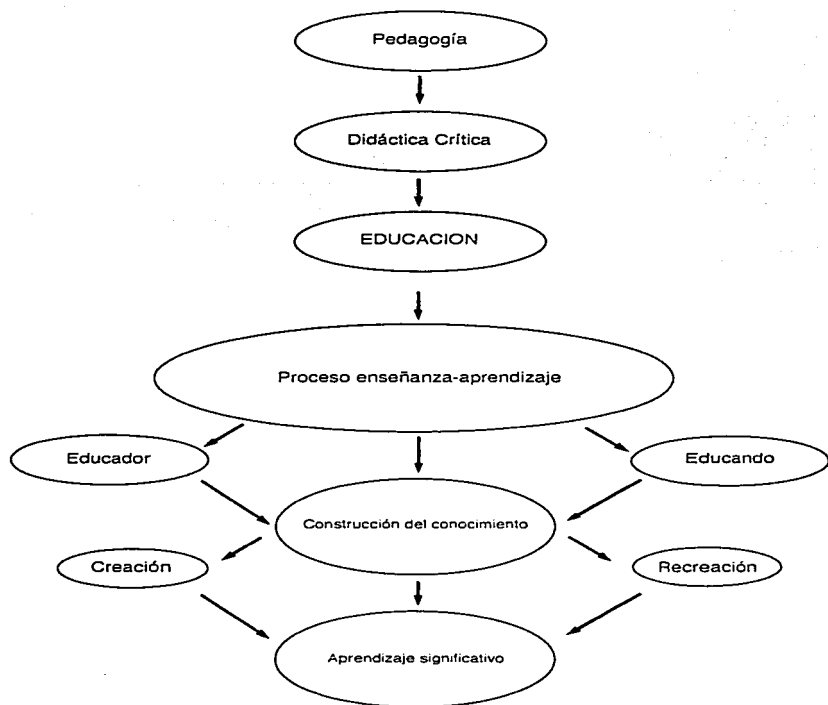 Pedagogía
Didáctica Crítica
EDUCACION
Proceso enseñanza-aprendizaje
Educador
Educando
Construcción del conocimiento
Creación
Recreación
Aprendizaje significativo